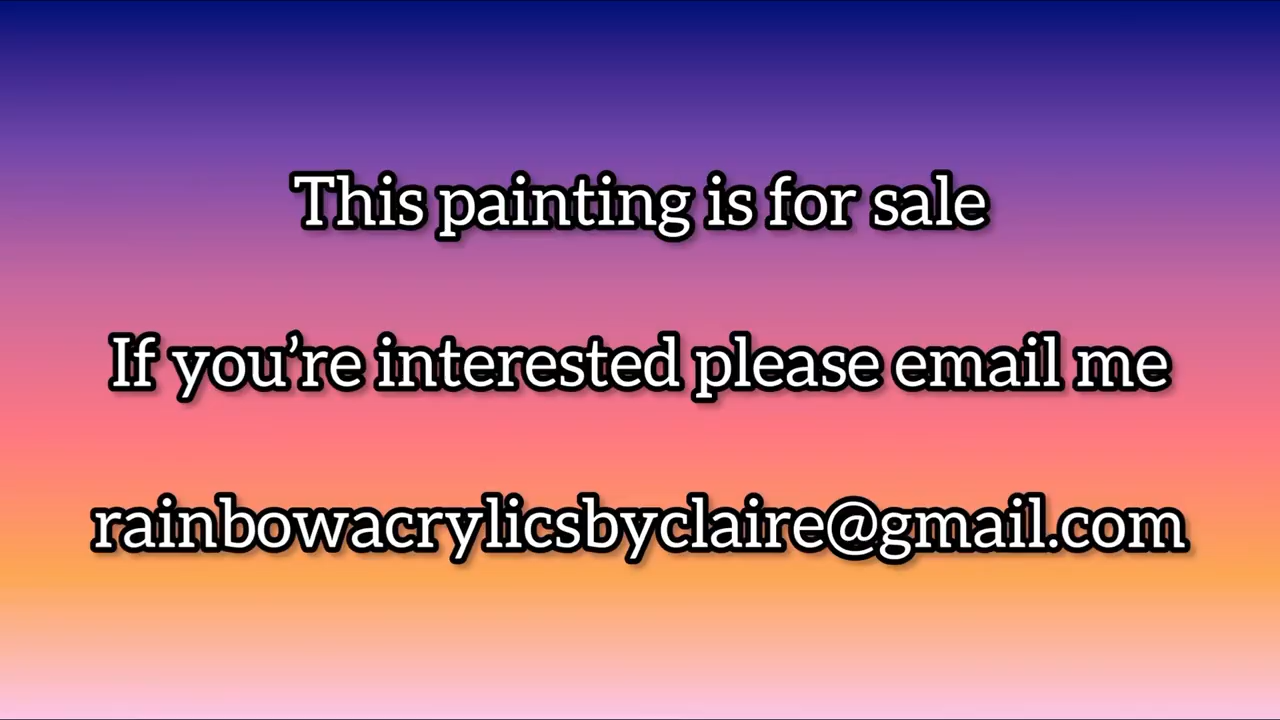 This painting is for sale
If you’re interested please email me
rainbowacrylicsbyclaire@gmail.com